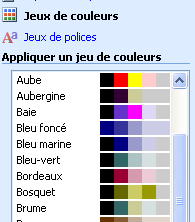 Jeux de couleurs
Aa Jeux de polices
Appliquer un jeu de couleurs
Aube
Aubergine
Baie
Bleu foncé
Bleu marine
Bleu-vert
Bordeaux
Bosquet
Brume